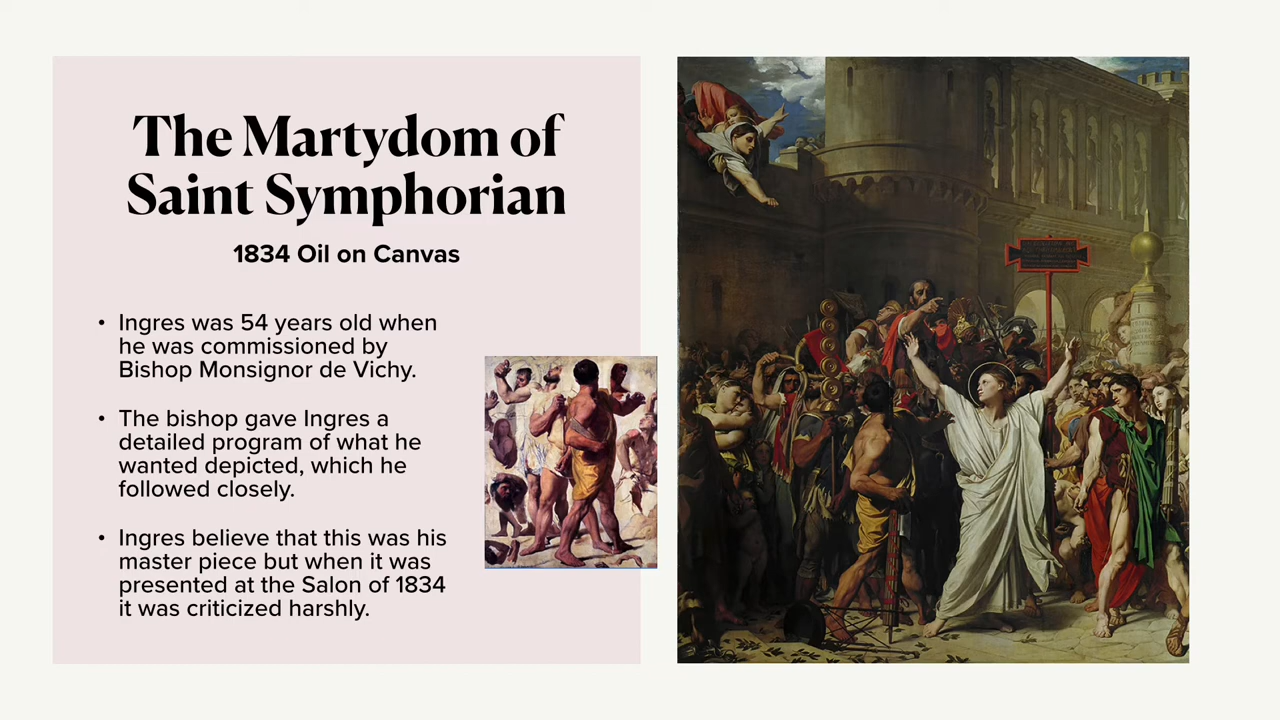 The Martydom of
Saint Symphorian
1834 Oil on Canvas
• Ingres was 54 years old when
he was commissioned by
Bishop Monsignor de Vichy.
• The bishop gave Ingres a
detailed program of what he
wanted depicted, which he
followed closely.
• Ingres believe that this was his
master piece but when it was
presented at the Salon of 1834
it was criticized harshly.